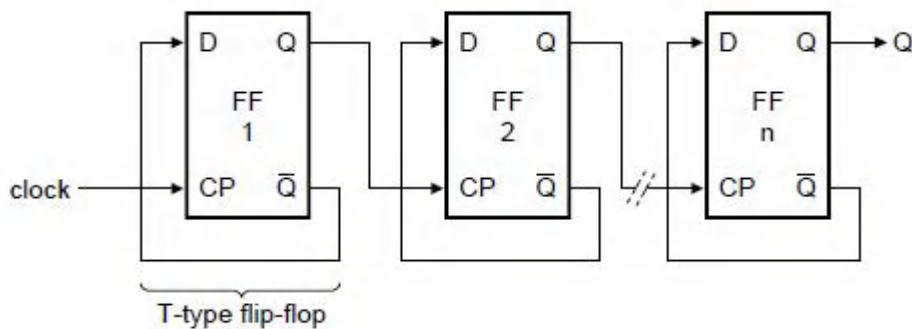 D Q
FF
1
CP Q̅
D Q
FF
2
CP Q̅
D Q
FF
n
CP Q̅
Q
clock
T-type flip-flop